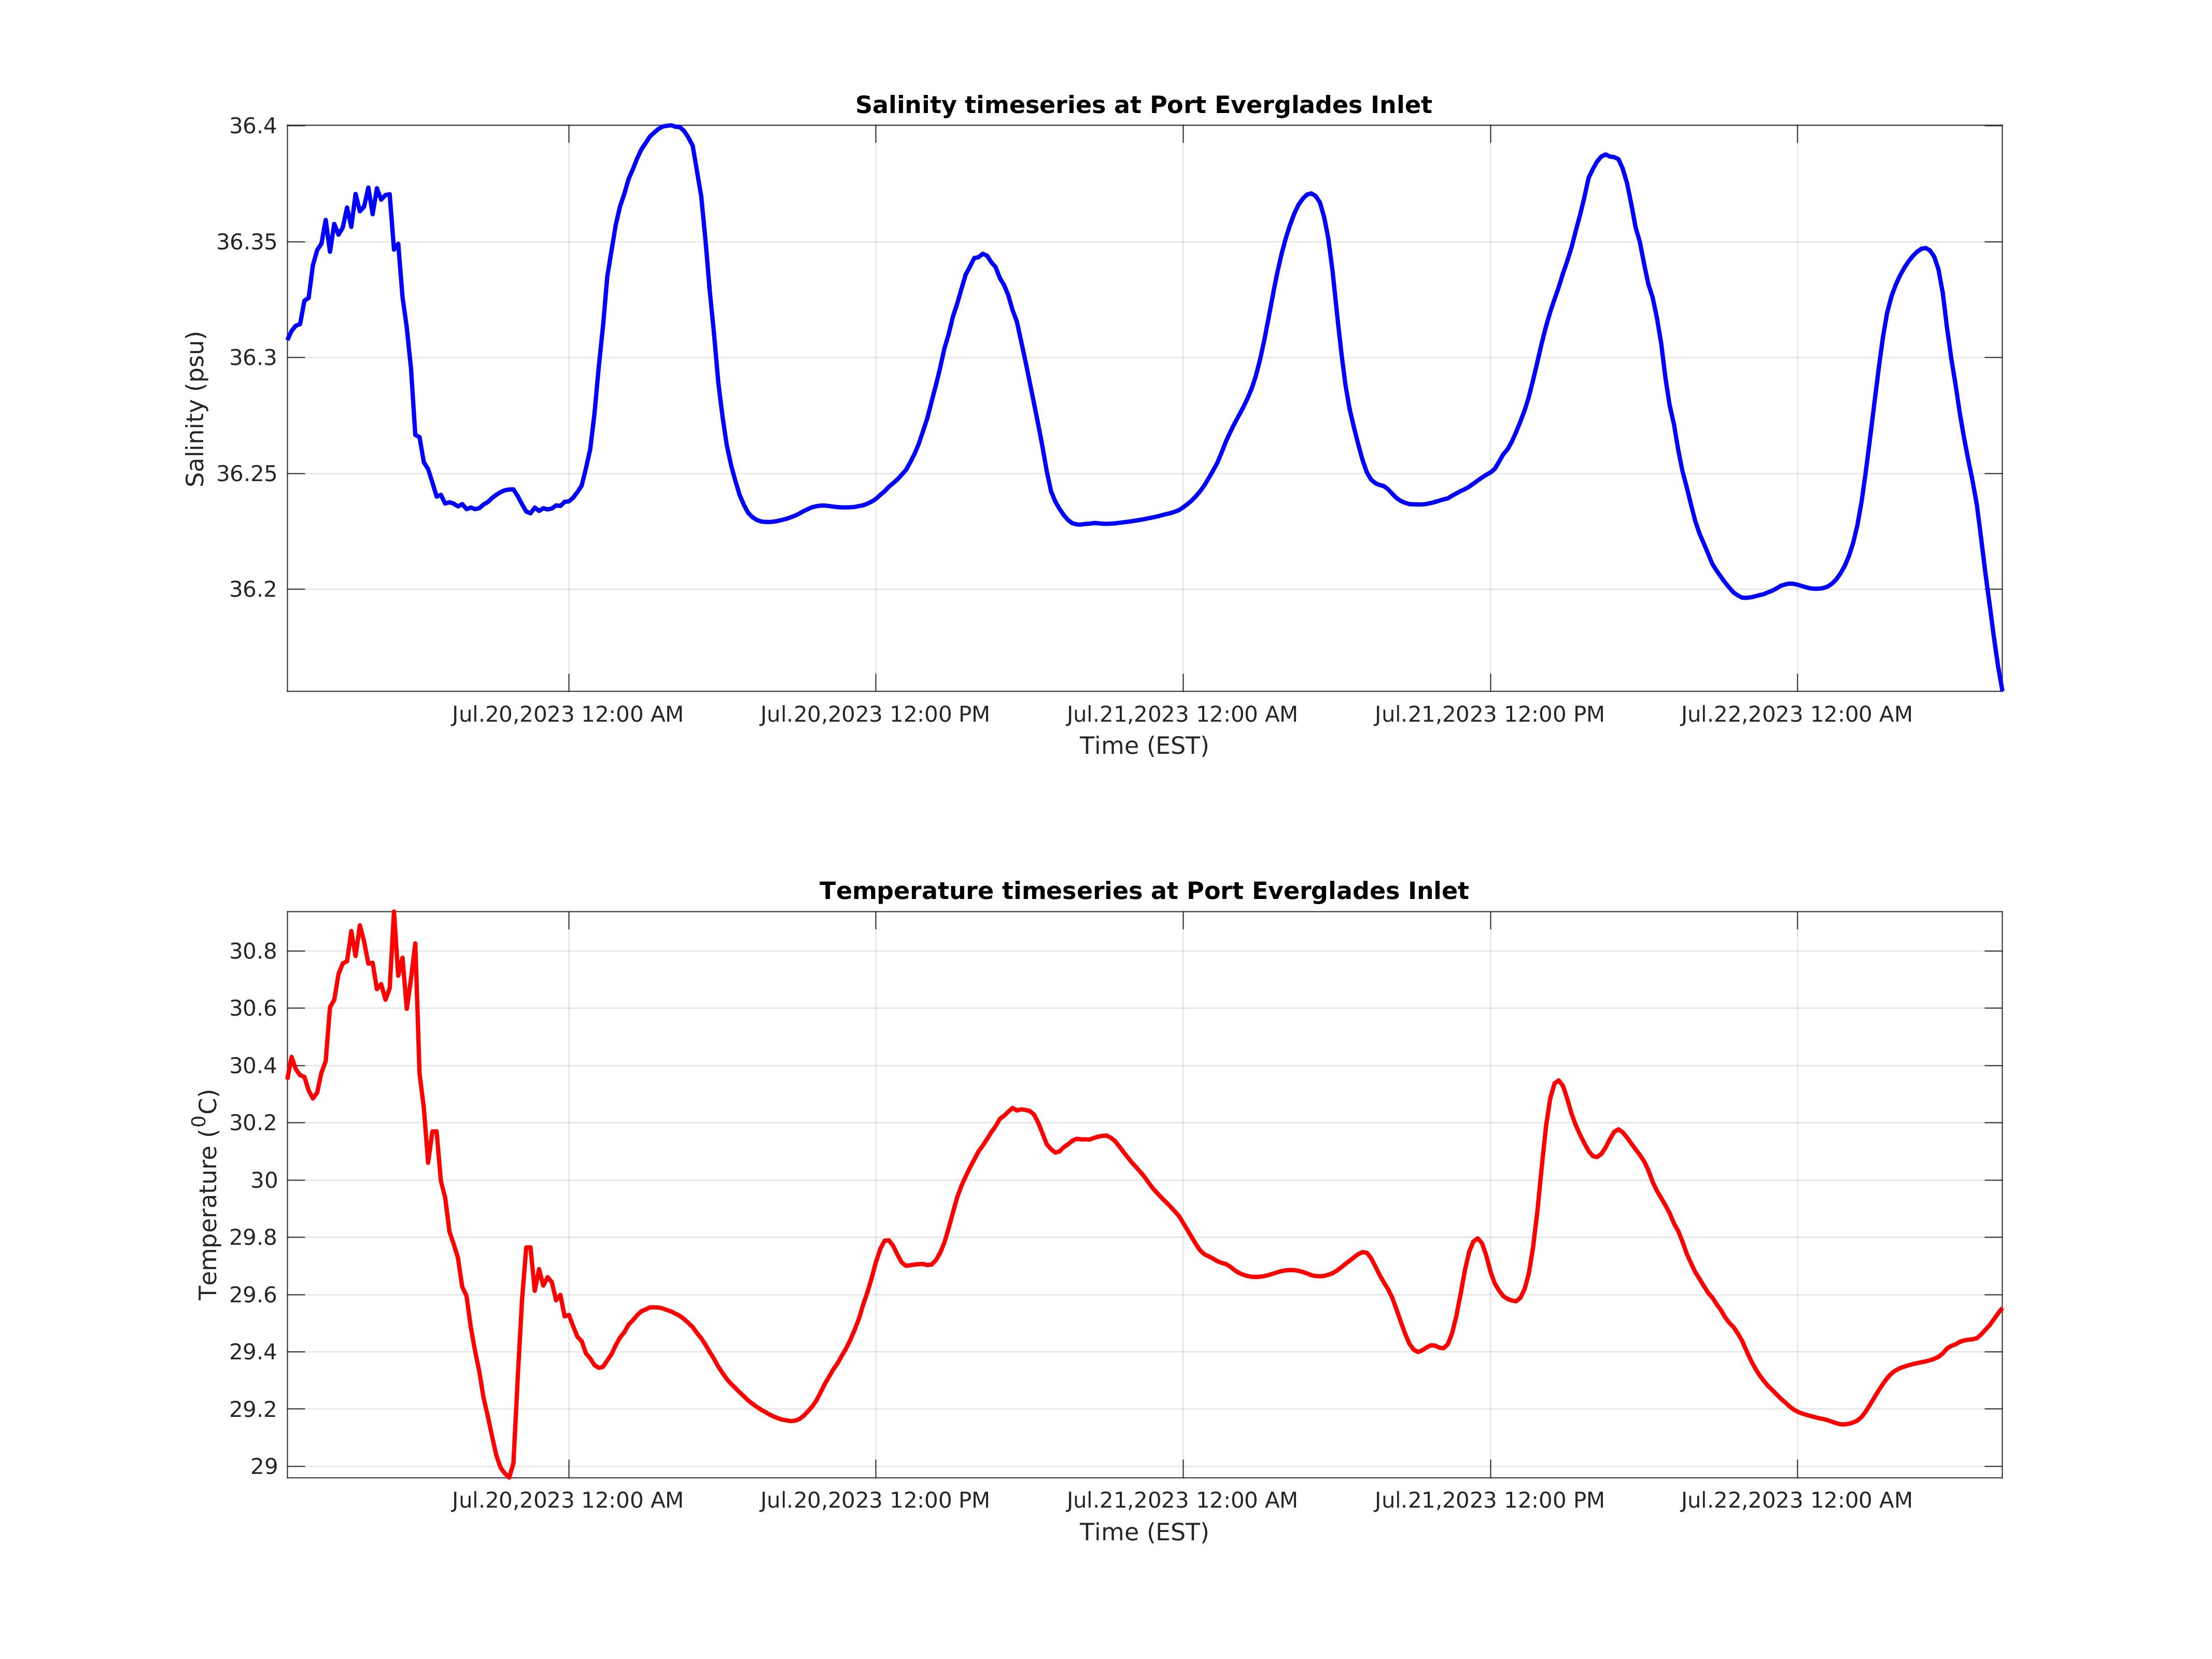 Salinity timeseries at Port Everglades Inlet
36.4
36.35
36.3
36.25
36.2
Salinity (psu)
Jul.20,2023 12:00 AM
Jul.20,2023 12:00 PM
Jul.21,2023 12:00 AM
Jul.21,2023 12:00 PM
Jul.22,2023 12:00 AM
Time (EST)
Temperature timeseries at Port Everglades Inlet
30.8
30.6
30.4
30.2
30
29.8
29.6
29.4
29.2
29
Temperature (⁰C)
Jul.20,2023 12:00 AM
Jul.20,2023 12:00 PM
Jul.21,2023 12:00 AM
Jul.21,2023 12:00 PM
Jul.22,2023 12:00 AM
Time (EST)